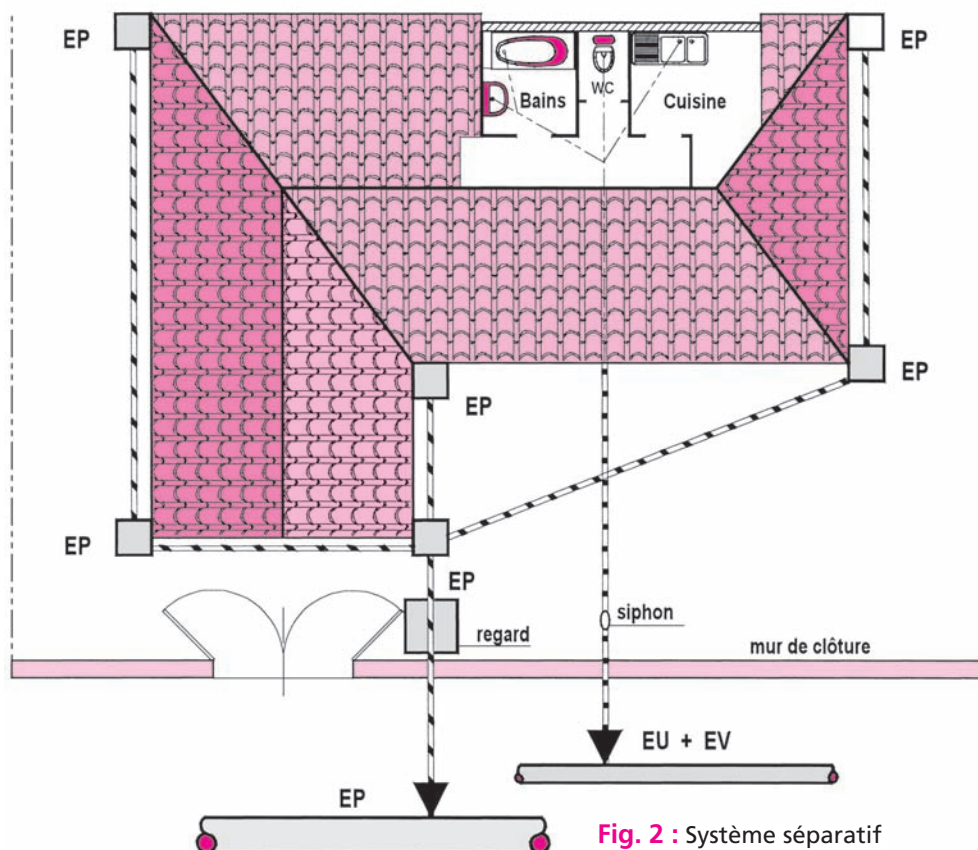 EP
EP
Bains
WC
Cuisine
EP
EP
EP
EP
regard
siphon
mur de clôture
EU + EV
EP
Fig. 2 : Système séparatif